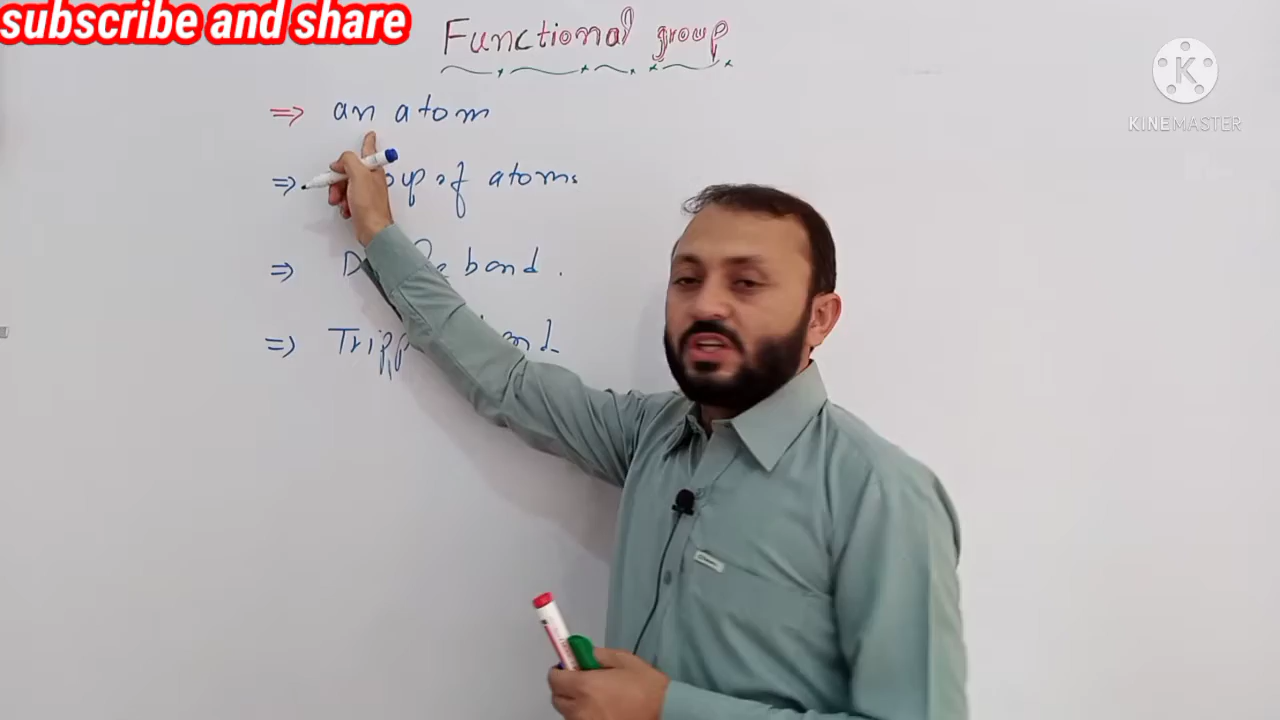 subscribe and share
Functional group
KINEMASTER
⇒ an atom
⇒ of atoms
⇒ bond.
⇒